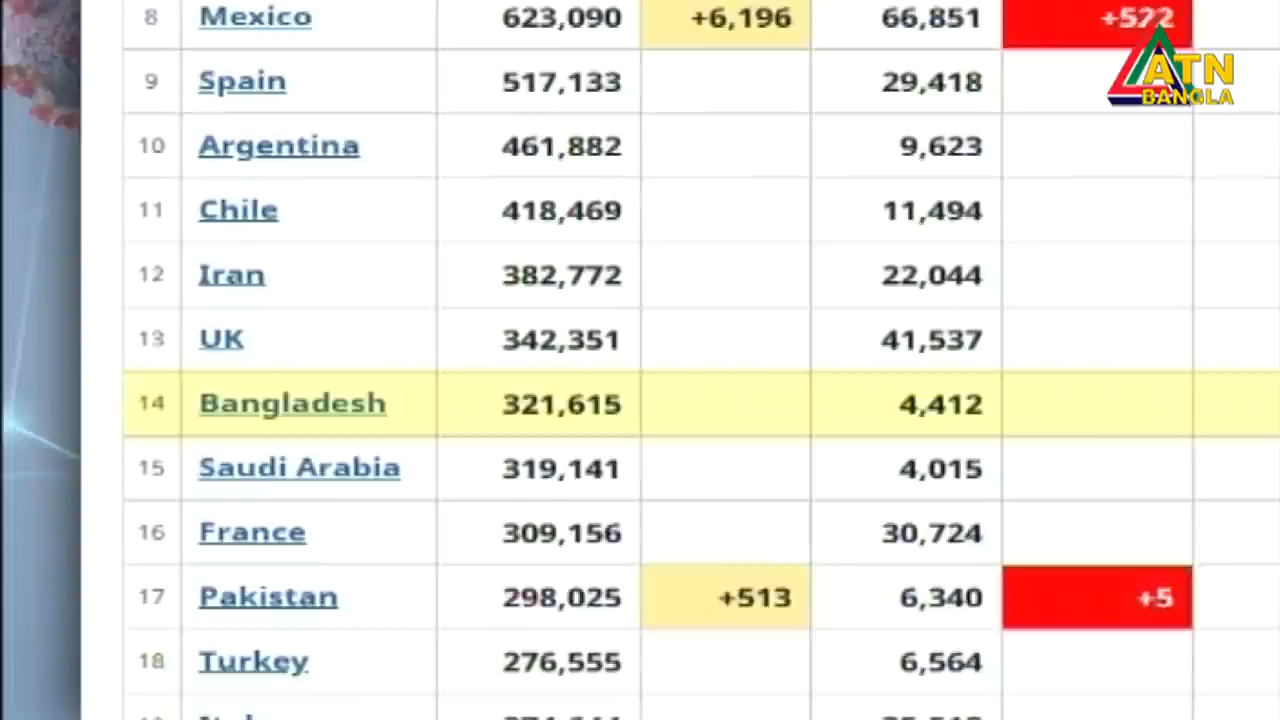 8 Mexico 623,090 +6,196 66,851 +522
ATN
BANGLA
9 Spain 517,133 29,418
10 Argentina 461,882 9,623
11 Chile 418,469 11,494
12 Iran 382,772 22,044
13 UK 342,351 41,537
14 Bangladesh 321,615 4,412
15 Saudi Arabia 319,141 4,015
16 France 309,156 30,724
17 Pakistan 298,025 +513 6,340 +5
18 Turkey 276,555 6,564